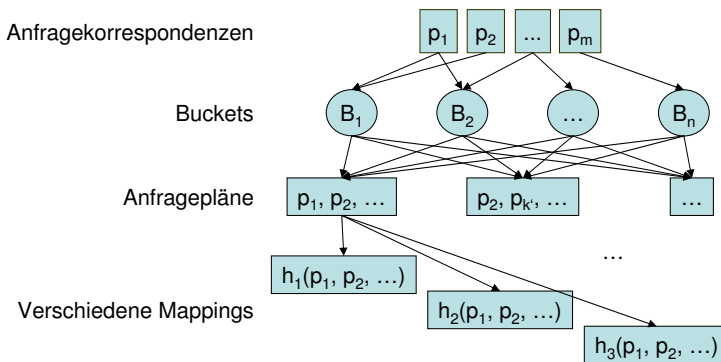 Anfragekorrespondenzen p₁ p₂ ... pₘ
Buckets B₁ B₂ … Bₙ
Anfragepläne p₁, p₂, … p₂, pₖ‘, … …
…
h₁(p₁, p₂, …)
Verschiedene Mappings h₂(p₁, p₂, …)
h₃(p₁, p₂, …)